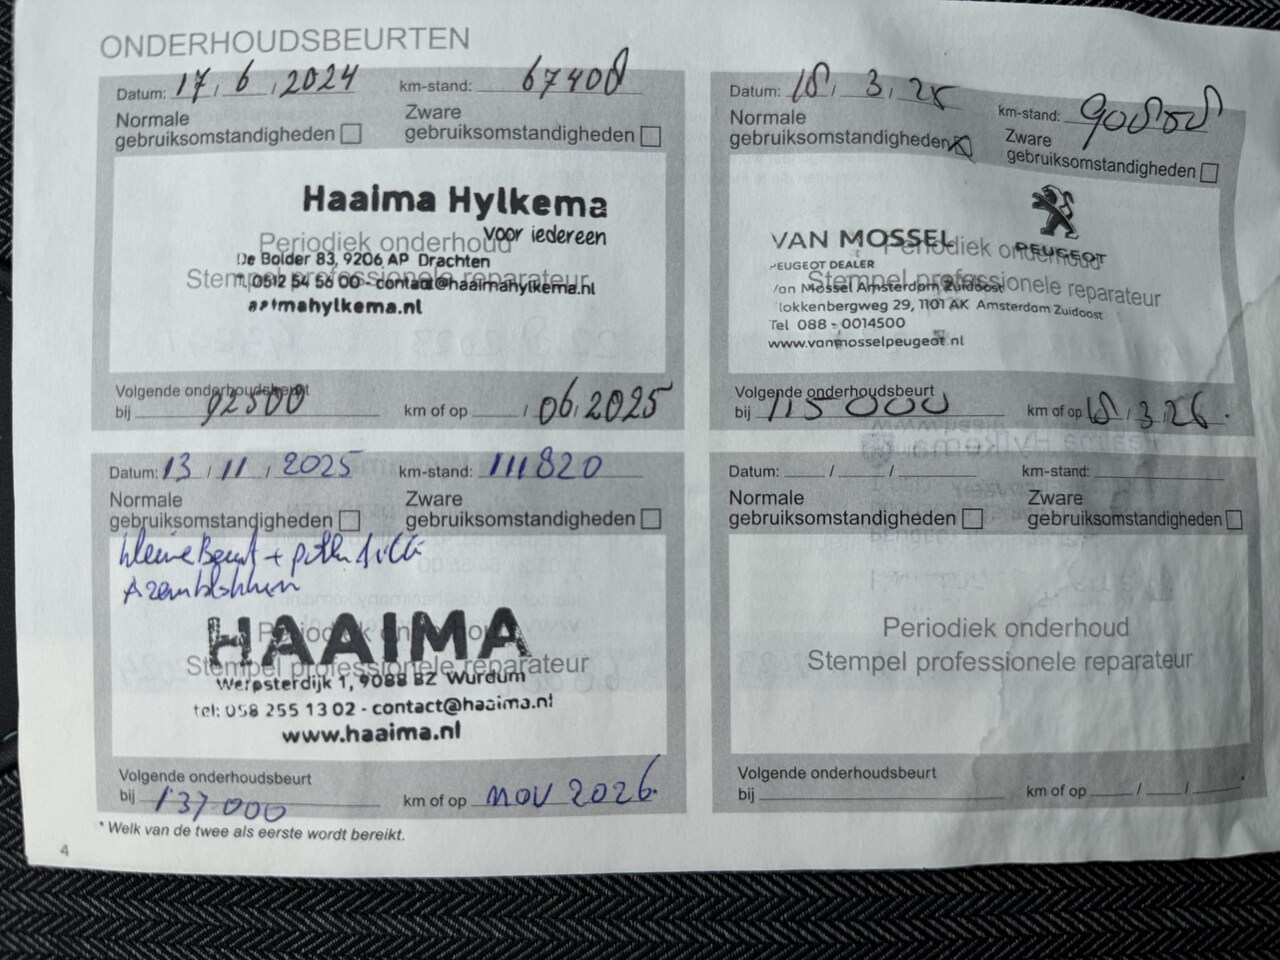 ONDERHOUDSBEURTEN
Datum: 17, 6, 2024 km-stand: 67408
Normale gebruiksomstandigheden
Zware gebruiksomstandigheden
Haaima Hylkema
voor iedereen
Periodiek onderhoud
De Bolder 83, 9206 AP Drachten
Stempel professionele reparateur
T. 0512 54 56 00 - contact@haaimahylkema.nl
mahylkema.nl
Volgende onderhoudsbeurt
bij 92500 km of op / 06, 2025
Datum: 18, 3, 25 km-stand:
Normale gebruiksomstandigheden
Zware gebruiksomstandigheden
PEUGEOT
VAN MOSSEL
Periodiek onderhoud
PEUGEOT DEALER
Stempel professionele reparateur
Van Mossel Amsterdam Zuidoost
lokkenbergweg 29, 1101 AK Amsterdam Zuidoost
Tel 088 - 0014500
www.vanmosselpeugeot.nl
Volgende onderhoudsbeurt
bij 115000 km of op 18, 3, 26.
Datum: 13 / 11 / 2025 km-stand: 111820
Normale gebruiksomstandigheden
Zware gebruiksomstandigheden
kleine Beurt +
HAAIMA
Periodiek onderhoud
Stempel professionele reparateur
Werpsterdijk 1, 9088 BZ Wurdum
tel: 058 255 13 02 - contact@haaima.nl
www.haaima.nl
Volgende onderhoudsbeurt
bij 137000 km of op nov 2026.
Datum: / / km-stand:
Normale gebruiksomstandigheden
Zware gebruiksomstandigheden
Periodiek onderhoud
Stempel professionele reparateur
Volgende onderhoudsbeurt
bij km of op / /
* Welk van de twee als eerste wordt bereikt.
4